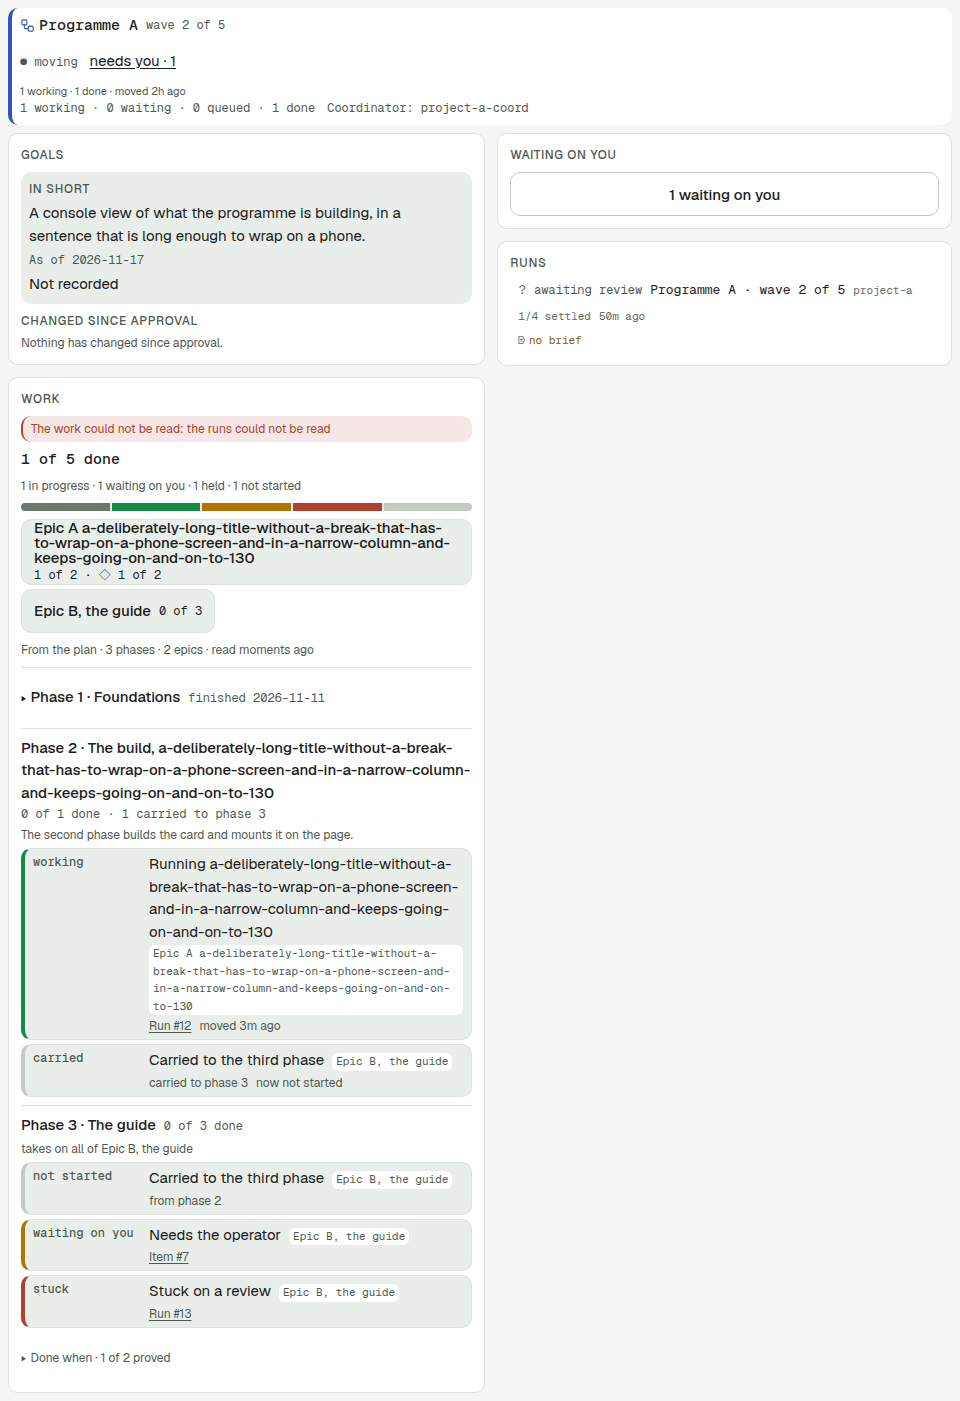 Programme A wave 2 of 5
moving needs you · 1
1 working · 1 done · moved 2h ago
1 working · 0 waiting · 0 queued · 1 done Coordinator: project-a-coord
GOALS
IN SHORT
A console view of what the programme is building, in a
sentence that is long enough to wrap on a phone.
As of 2026-11-17
Not recorded
CHANGED SINCE APPROVAL
Nothing has changed since approval.
WAITING ON YOU
1 waiting on you
RUNS
? awaiting review Programme A · wave 2 of 5 project-a
1/4 settled 50m ago
no brief
WORK
The work could not be read: the runs could not be read
1 of 5 done
1 in progress · 1 waiting on you · 1 held · 1 not started
Epic A a-deliberately-long-title-without-a-break-that-has-
to-wrap-on-a-phone-screen-and-in-a-narrow-column-and-
keeps-going-on-and-on-to-130
1 of 2 · ◇ 1 of 2
Epic B, the guide 0 of 3
From the plan · 3 phases · 2 epics · read moments ago
▸ Phase 1 · Foundations finished 2026-11-11
Phase 2 · The build, a-deliberately-long-title-without-a-break-
that-has-to-wrap-on-a-phone-screen-and-in-a-narrow-column-
and-keeps-going-on-and-on-to-130
0 of 1 done · 1 carried to phase 3
The second phase builds the card and mounts it on the page.
working Running a-deliberately-long-title-without-a-
break-that-has-to-wrap-on-a-phone-screen-
and-in-a-narrow-column-and-keeps-going-
on-and-on-to-130
Epic A a-deliberately-long-title-without-a-
break-that-has-to-wrap-on-a-phone-screen-and-
in-a-narrow-column-and-keeps-going-on-and-on-
to-130
Run #12 moved 3m ago
carried Carried to the third phase Epic B, the guide
carried to phase 3 now not started
Phase 3 · The guide 0 of 3 done
takes on all of Epic B, the guide
not started Carried to the third phase Epic B, the guide
from phase 2
waiting on you Needs the operator Epic B, the guide
Item #7
stuck Stuck on a review Epic B, the guide
Run #13
▸ Done when · 1 of 2 proved